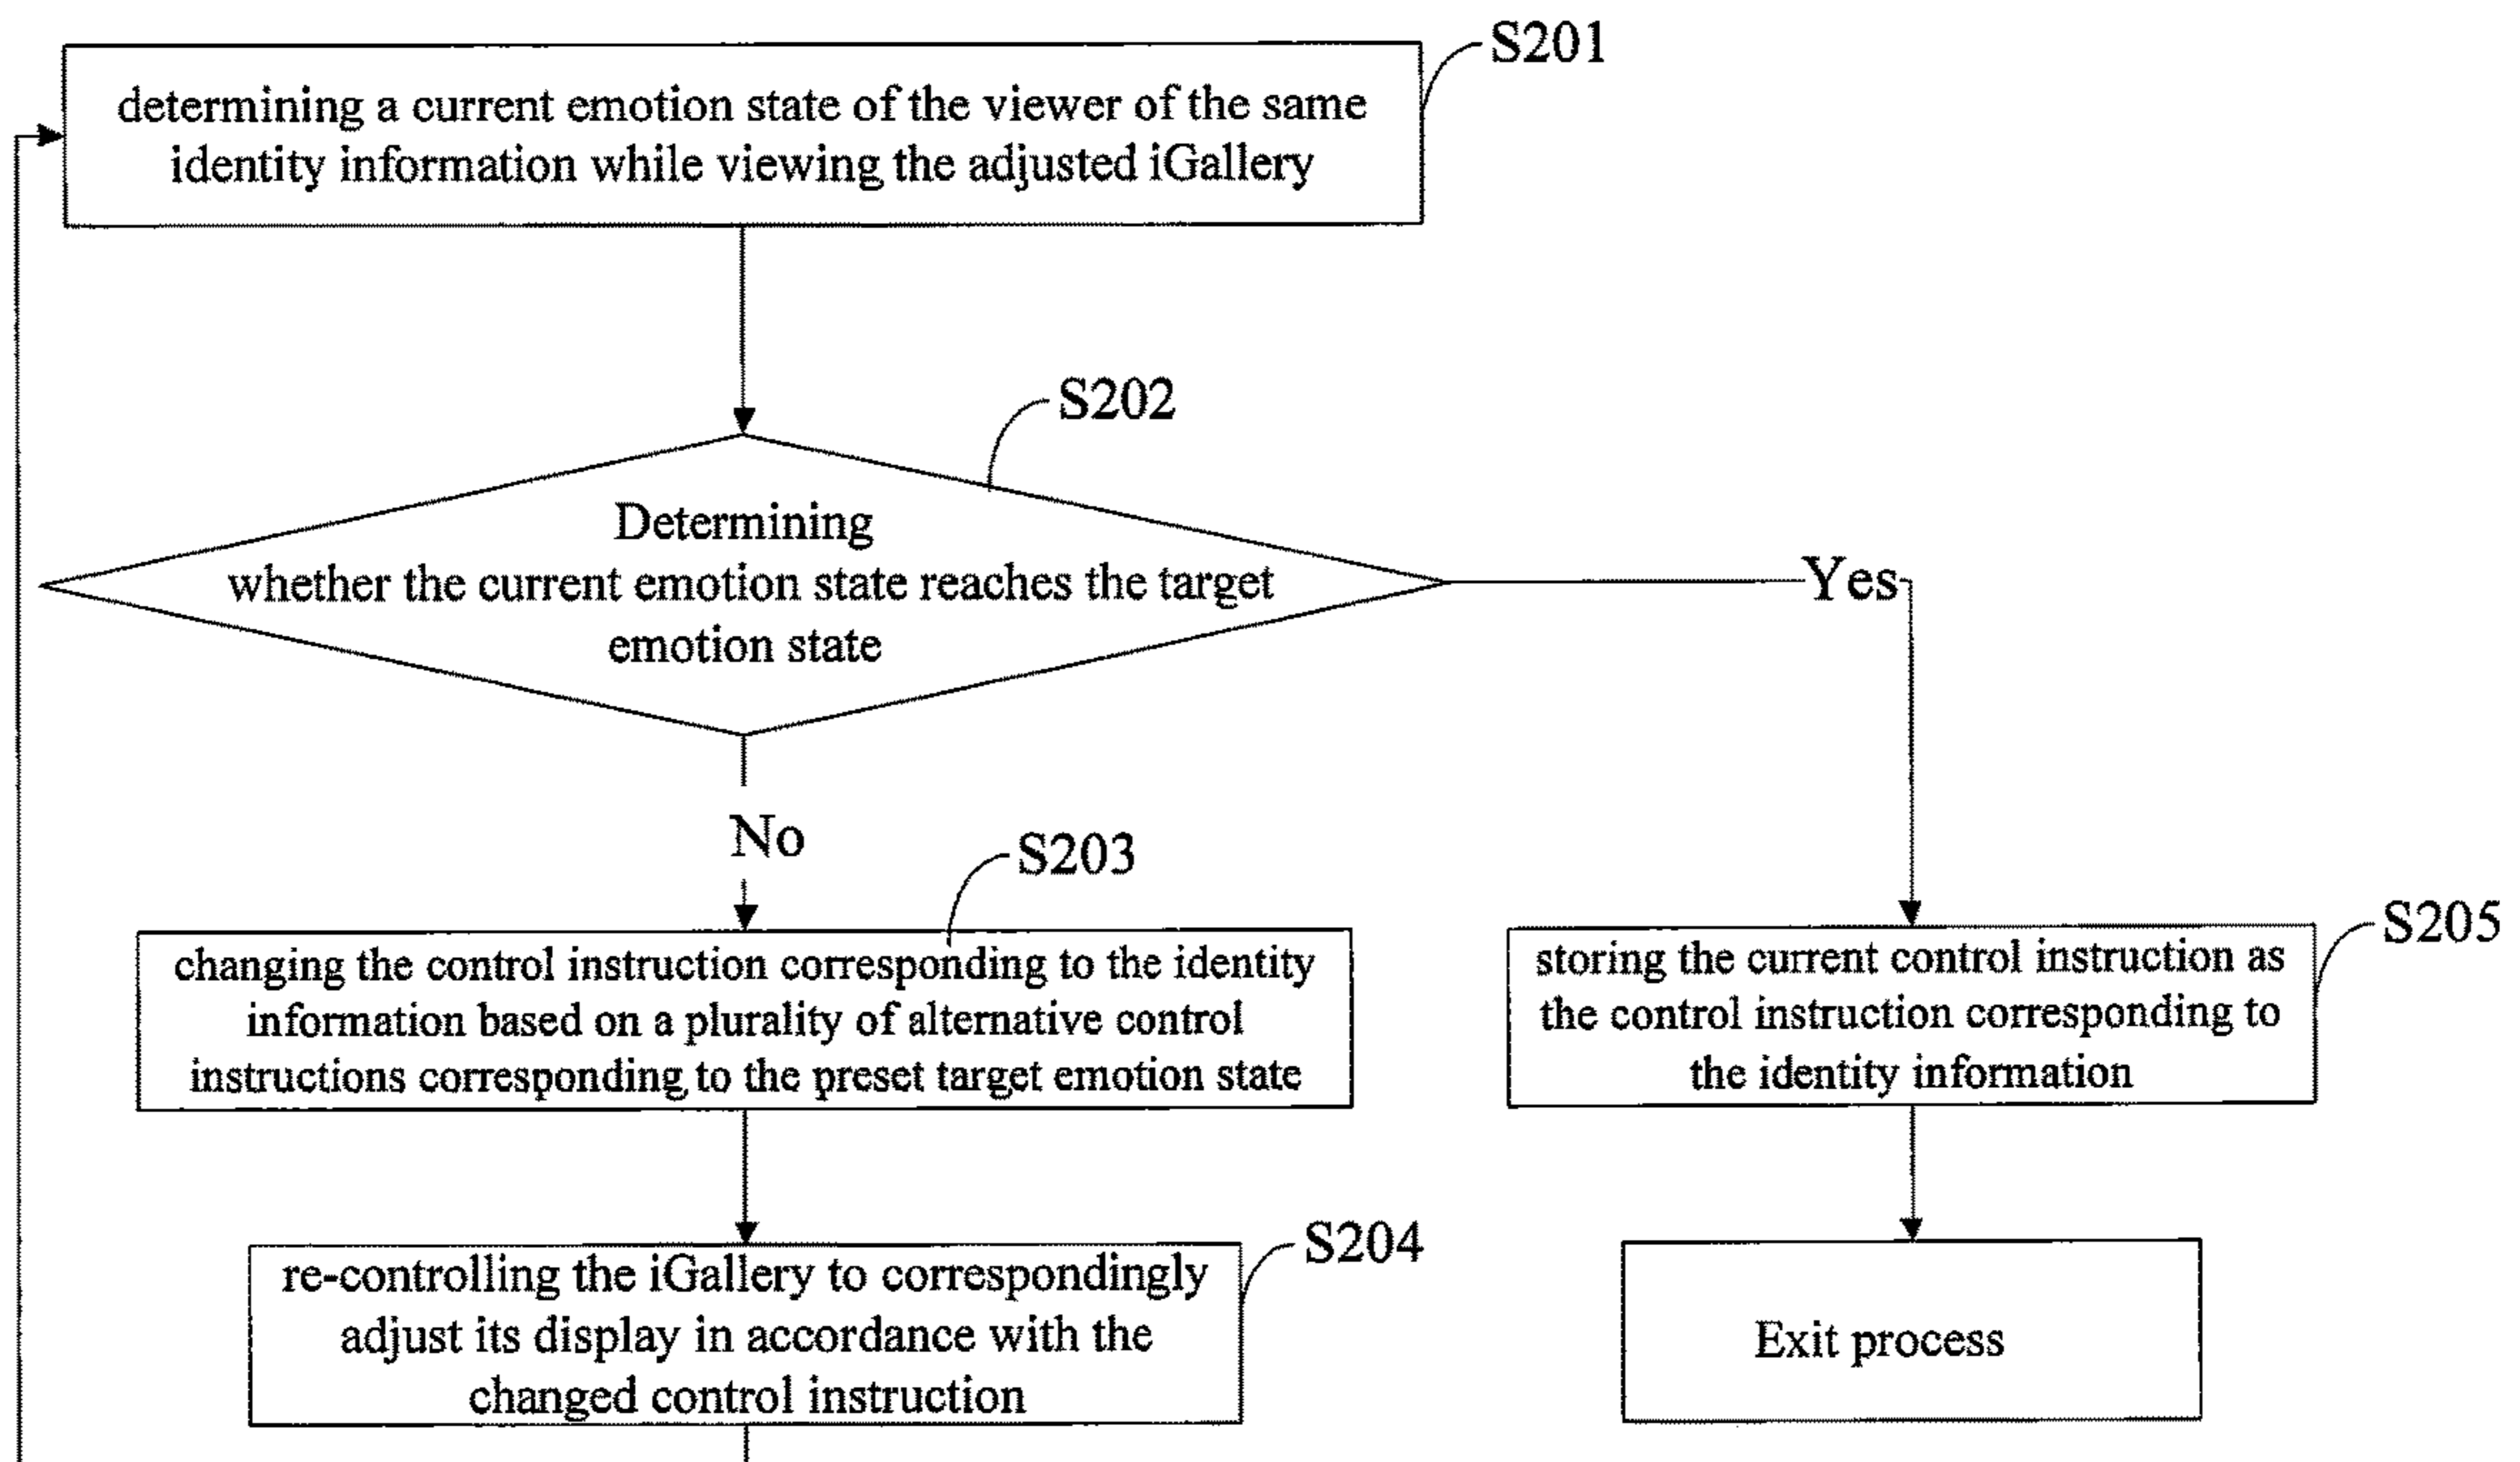 S201
determining a current emotion state of the viewer of the same
identity information while viewing the adjusted iGallery
S202
Determining
whether the current emotion state reaches the target
emotion state
Yes
No
S203
changing the control instruction corresponding to the identity
information based on a plurality of alternative control
instructions corresponding to the preset target emotion state
S205
storing the current control instruction as
the control instruction corresponding to
the identity information
S204
re-controlling the iGallery to correspondingly
adjust its display in accordance with the
changed control instruction
Exit process